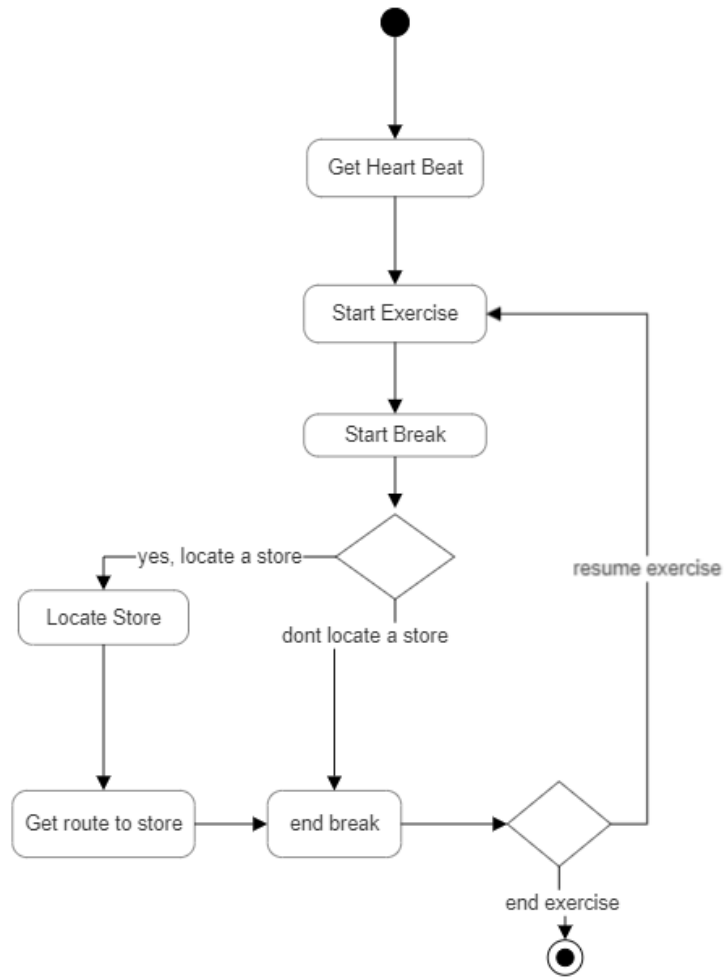 Get Heart Beat
Start Exercise
Start Break
yes, locate a store
resume exercise
Locate Store
dont locate a store
Get route to store
end break
end exercise